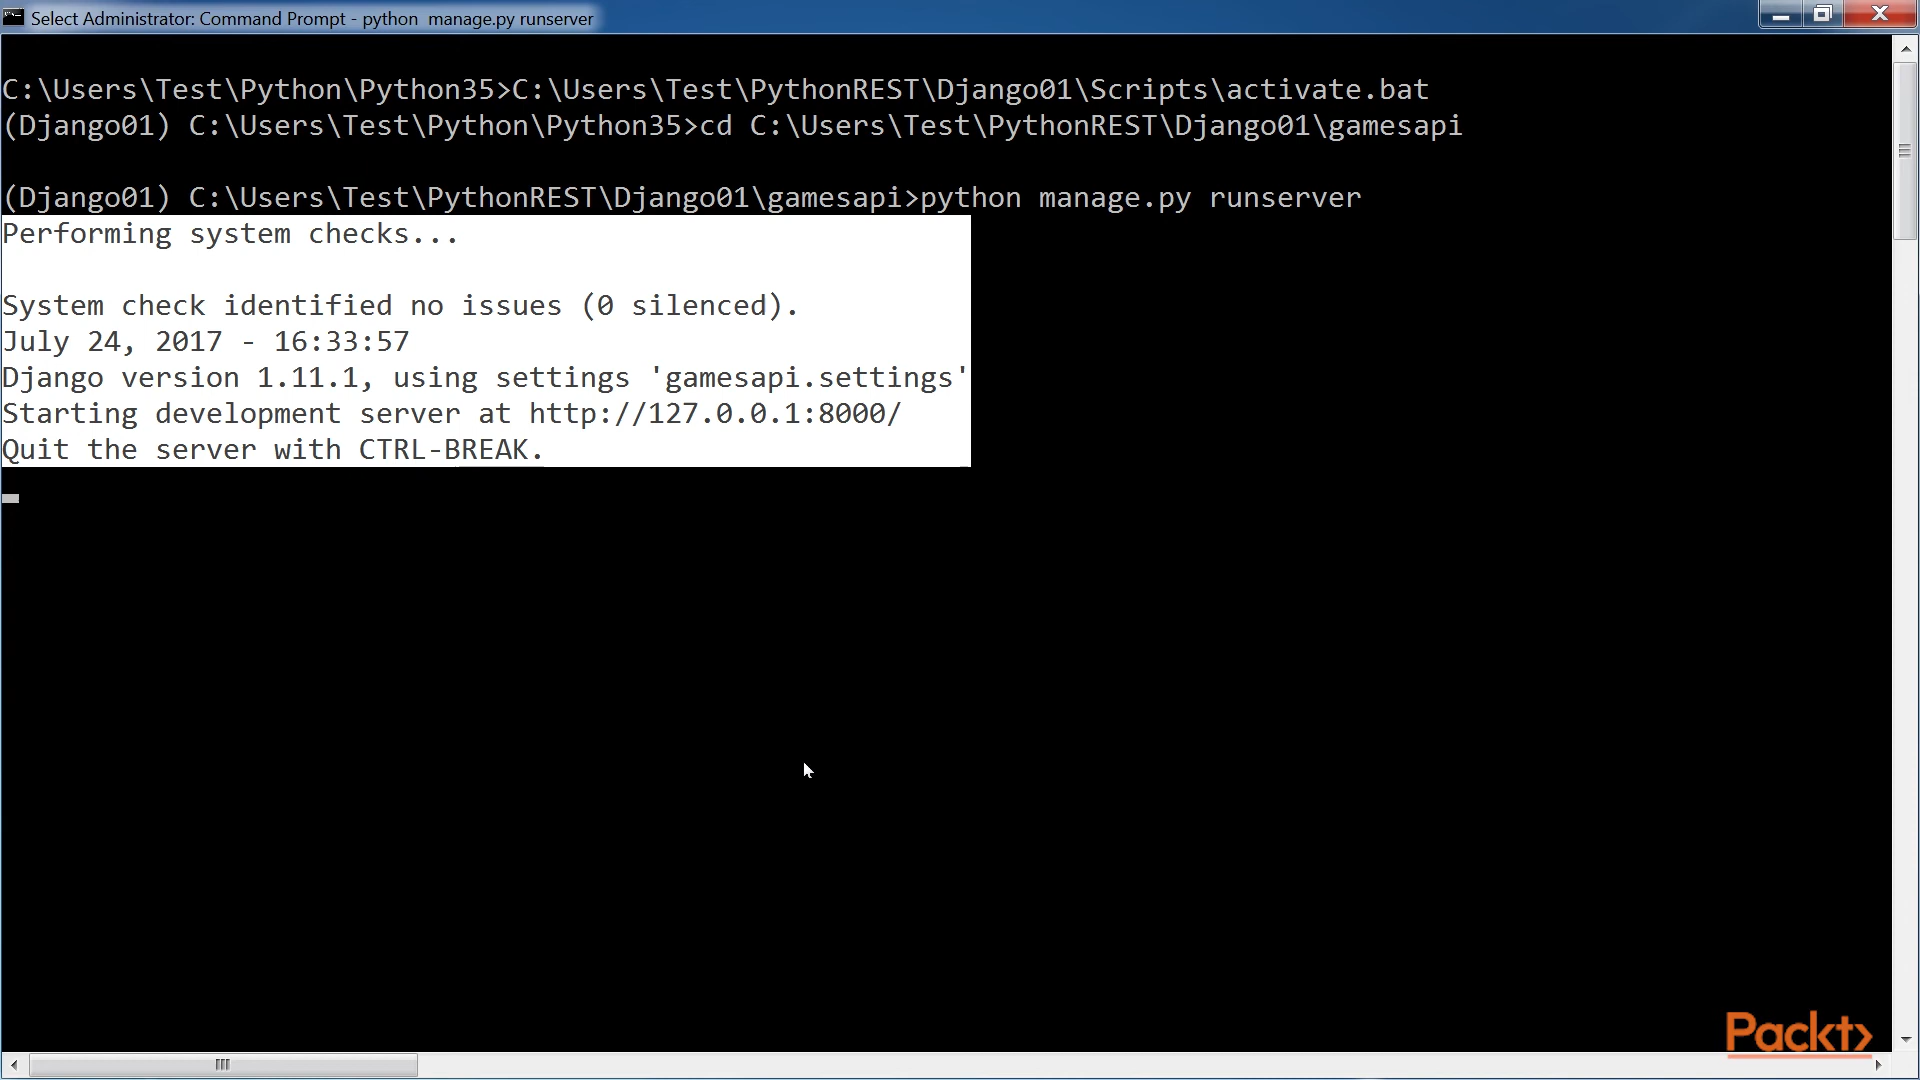 Select Administrator: Command Prompt - python  manage.py runserver
C:\Users\Test\Python\Python35>C:\Users\Test\PythonREST\Django01\Scripts\activate.bat
(Django01) C:\Users\Test\Python\Python35>cd C:\Users\Test\PythonREST\Django01\gamesapi
(Django01) C:\Users\Test\PythonREST\Django01\gamesapi>python manage.py runserver
Performing system checks...
System check identified no issues (0 silenced).
July 24, 2017 - 16:33:57
Django version 1.11.1, using settings 'gamesapi.settings'
Starting development server at http://127.0.0.1:8000/
Quit the server with CTRL-BREAK.
Packt>